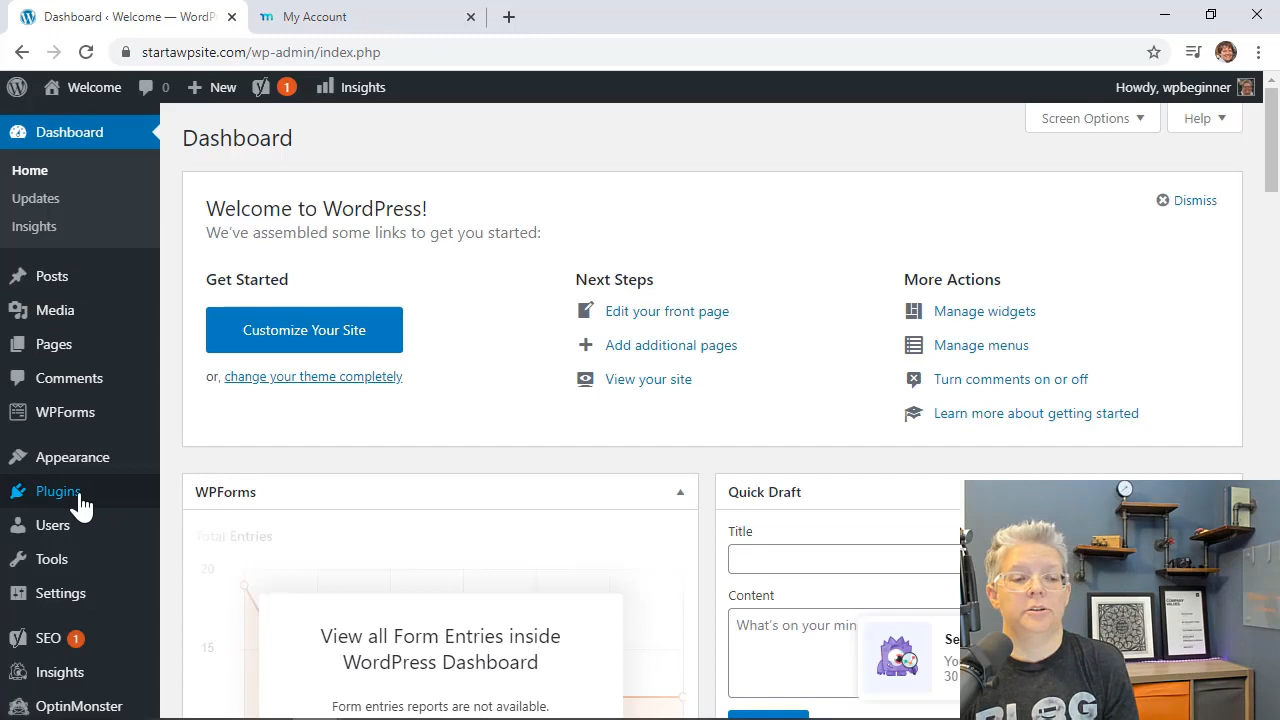 Dashboard ‹ Welcome — WordP
My Account
startawpsite.com/wp-admin/index.php
Welcome
0
New
1
Insights
Howdy, wpbeginner
Dashboard
Home
Updates
Insights
Posts
Media
Pages
Comments
WPForms
Appearance
Plugins
Users
Tools
Settings
SEO 1
Insights
OptinMonster
Dashboard
Screen Options
Help
Welcome to WordPress!
We've assembled some links to get you started:
Dismiss
Get Started
Customize Your Site
or, change your theme completely
Next Steps
Edit your front page
Add additional pages
View your site
More Actions
Manage widgets
Manage menus
Turn comments on or off
Learn more about getting started
WPForms
Total Entries
20
15
View all Form Entries inside
WordPress Dashboard
Form entries reports are not available.
Quick Draft
Title
Content
What's on your min
Se
Yo
30
COMPANY
VALUES